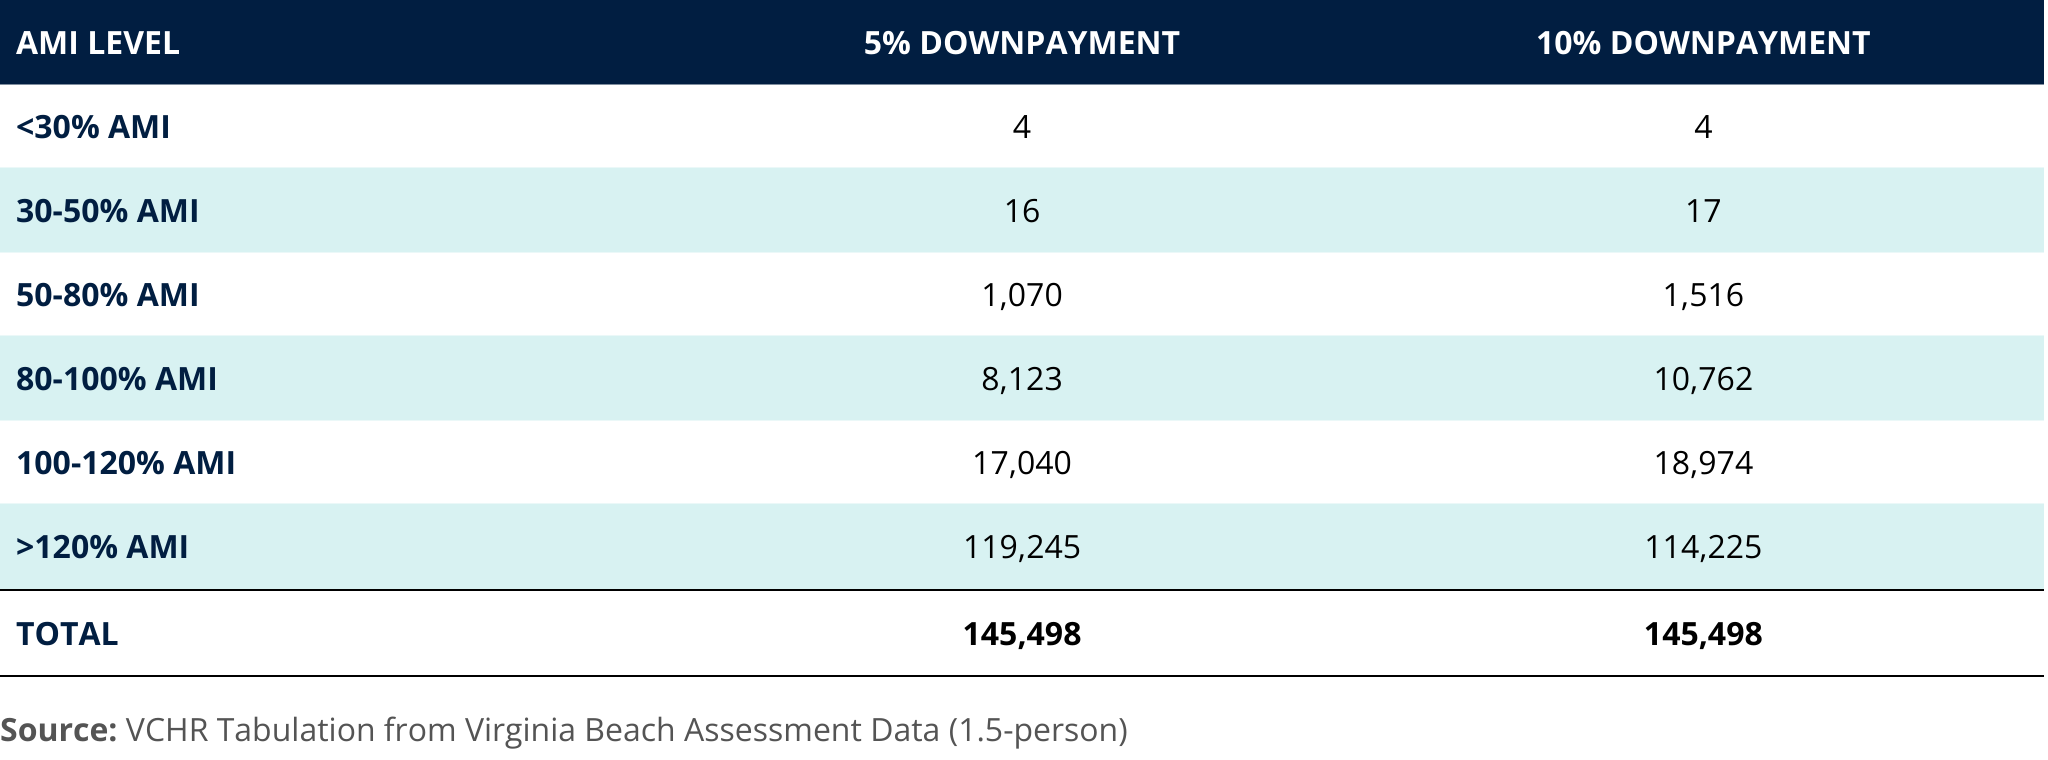 AMI LEVEL 5% DOWNPAYMENT 10% DOWNPAYMENT
<30% AMI 4 4
30-50% AMI 16 17
50-80% AMI 1,070 1,516
80-100% AMI 8,123 10,762
100-120% AMI 17,040 18,974
>120% AMI 119,245 114,225
TOTAL 145,498 145,498
Source: VCHR Tabulation from Virginia Beach Assessment Data (1.5-person)